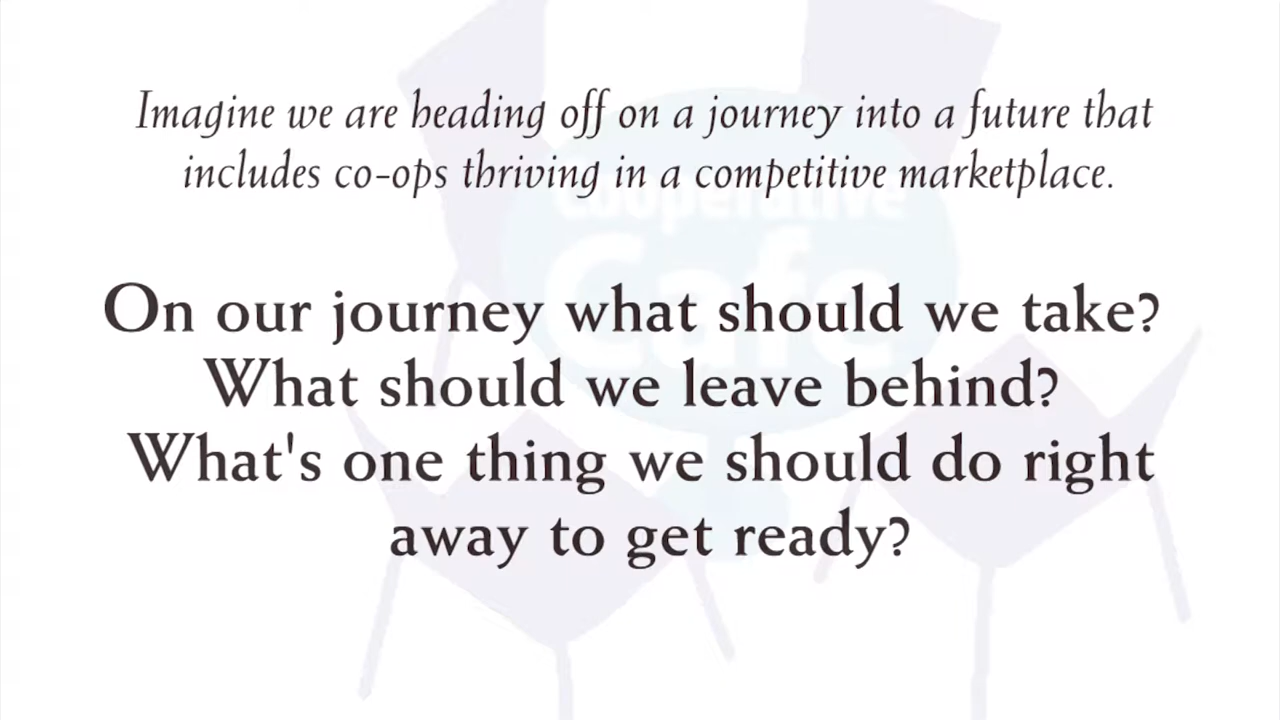 Imagine we are heading off on a journey into a future that
includes co-ops thriving in a competitive marketplace.
Cooperative
Cafe
On our journey what should we take?
What should we leave behind?
What's one thing we should do right
away to get ready?